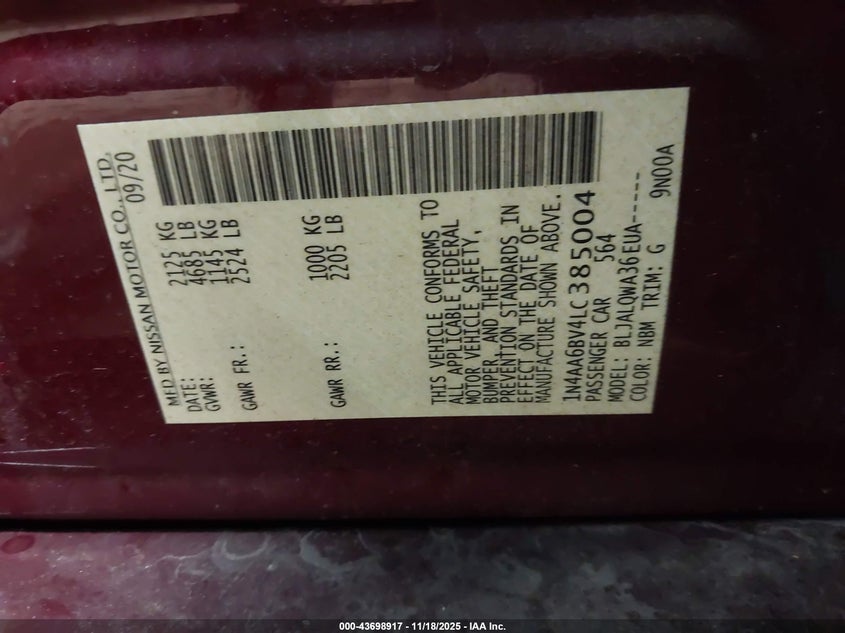 MFD BY NISSAN MOTOR CO., LTD.
DATE: 09/20
GVWR: 2125 KG
4685 LB
GAWR FR.: 1145 KG
2524 LB
GAWR RR.: 1000 KG
2205 LB
THIS VEHICLE CONFORMS TO
ALL APPLICABLE FEDERAL
MOTOR VEHICLE SAFETY,
BUMPER AND THEFT
PREVENTION STANDARDS IN
EFFECT ON THE DATE OF
MANUFACTURE SHOWN ABOVE.
1N4AA6BV4LC385004
PASSENGER CAR 564
MODEL: BLJALQWA36EUA-----
COLOR: NBM TRIM: G 9N00A
000-43698917 | 11/18/2025 | IAA Inc.